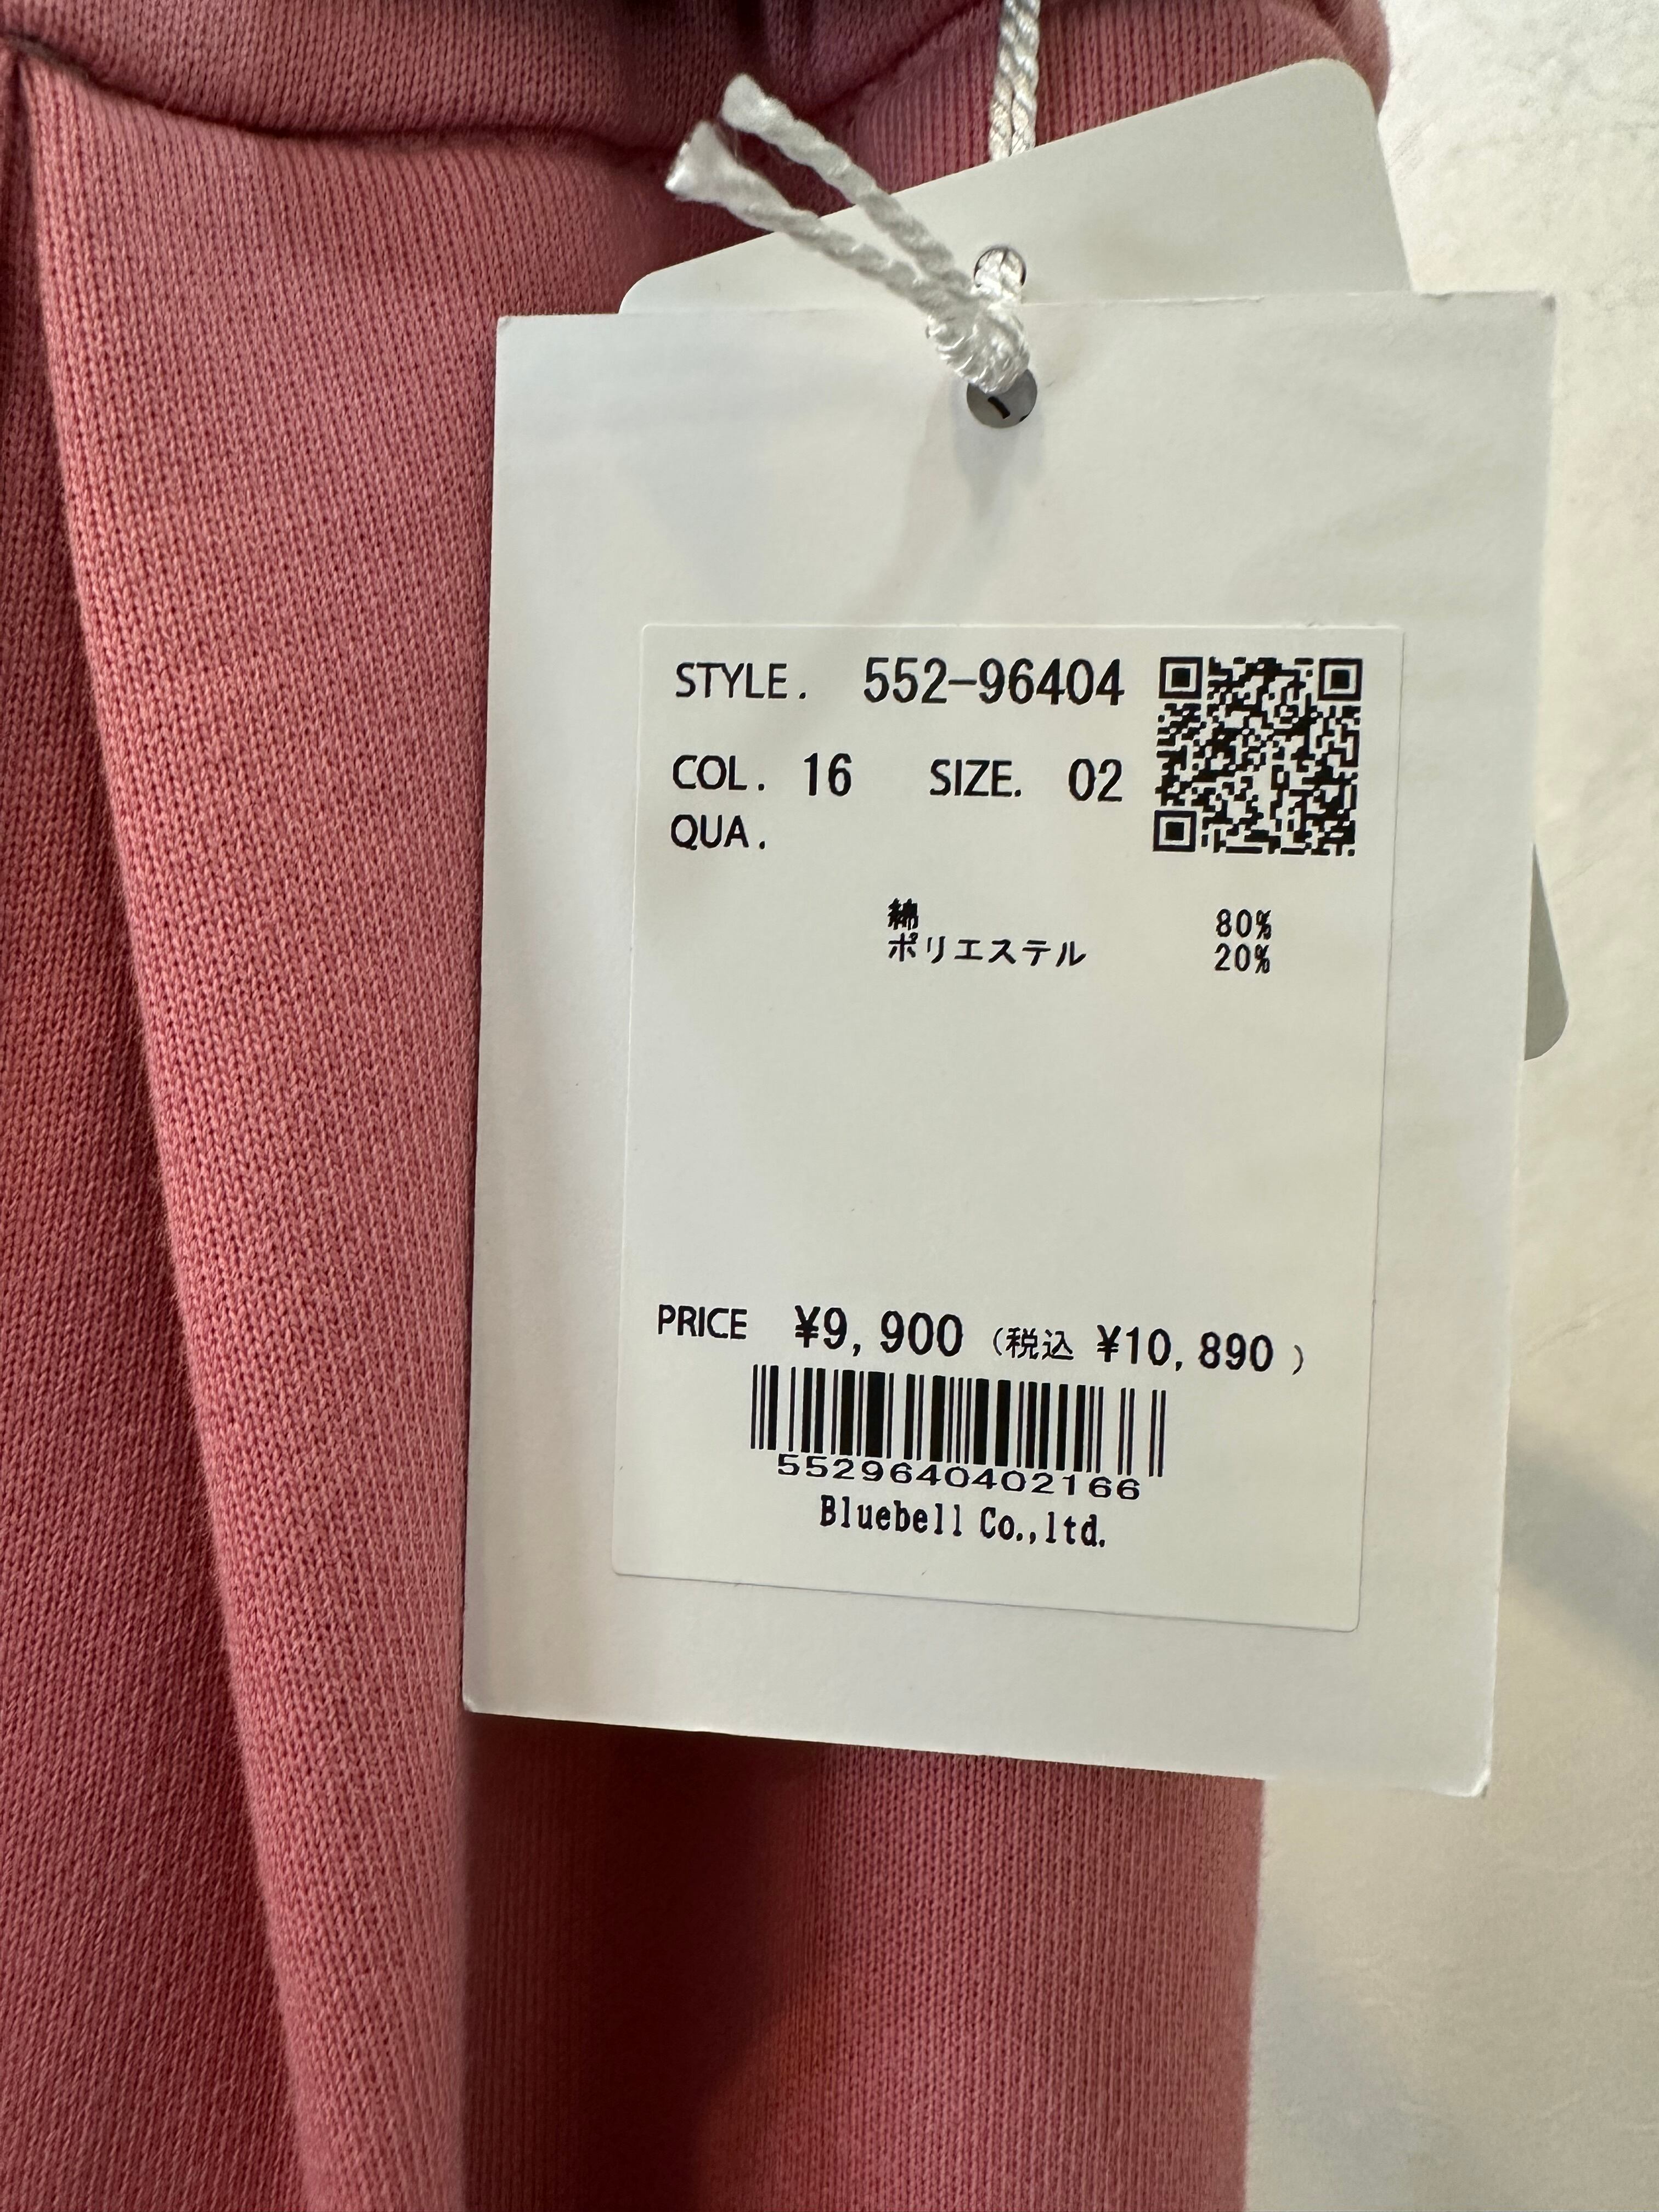 STYLE. 552-96404
COL. 16 SIZE. 02
QUA.
綿 80%
ポリエステル 20%
PRICE ¥9,900 (税込 ¥10,890)
5529640402166
Bluebell Co.,ltd.